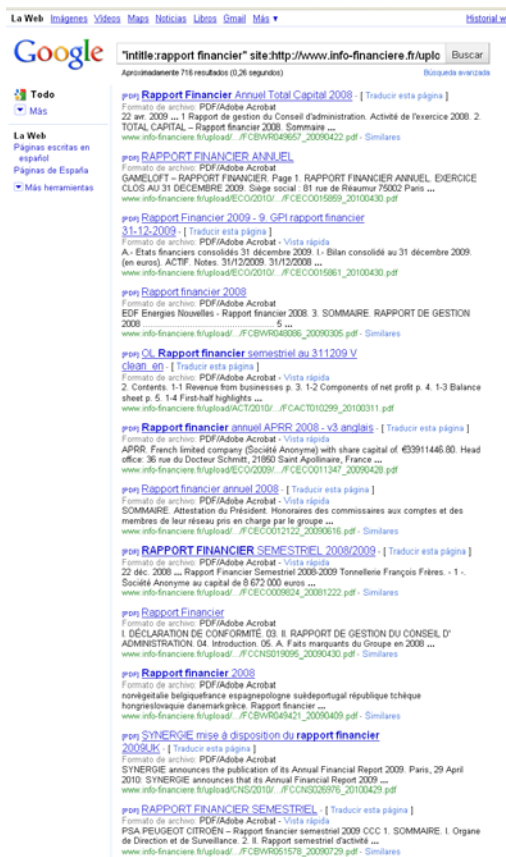 La Web Imágenes Vídeos Maps Noticias Libros Gmail Más ▼ Historial w
Google "intitle:rapport financier" site:http://www.info-financiere.fr/uplo Buscar
Aproximadamente 716 resultados (0,26 segundos) Búsqueda avanzada
Todo
Más
La Web
Páginas escritas en
español
Páginas de España
Más herramientas
[PDF] Rapport Financier Annuel Total Capital 2008 - [ Traducir esta página ]
Formato de archivo: PDF/Adobe Acrobat
22 avr. 2009 ... 1 Rapport de gestion du Conseil d'administration. Activité de l'exercice 2008. 2.
TOTAL CAPITAL – Rapport financier 2008. Sommaire ...
www.info-financiere.fr/upload/.../FCBWR049657_20090422.pdf - Similares
[PDF] RAPPORT FINANCIER ANNUEL
Formato de archivo: PDF/Adobe Acrobat
GAMELOFT – RAPPORT FINANCIER. Page 1. RAPPORT FINANCIER ANNUEL. EXERCICE
CLOS AU 31 DECEMBRE 2009. Siège social : 81 rue de Réaumur 75002 Paris ...
www.info-financiere.fr/upload/ECO/2010/.../FCECO015859_20100430.pdf
[PDF] Rapport Financier 2009 - 9. GPI rapport financier
31-12-2009 - [ Traducir esta página ]
Formato de archivo: PDF/Adobe Acrobat - Vista rápida
A.- Etats financiers consolidés 31 décembre 2009. I.- Bilan consolidé au 31 décembre 2009.
(en euros). ACTIF. Notes. 31/12/2009. 31/12/2008 ...
www.info-financiere.fr/upload/ECO/2010/.../FCECO015861_20100430.pdf
[PDF] Rapport financier 2008
Formato de archivo: PDF/Adobe Acrobat
EDF Energies Nouvelles - Rapport financier 2008. 3. SOMMAIRE. RAPPORT DE GESTION
2008 ................................................ 5 ...
www.info-financiere.fr/upload/.../FCBWR048086_20090305.pdf - Similares
[PDF] OL Rapport financier semestriel au 311209 V
clean en - [ Traducir esta página ]
Formato de archivo: PDF/Adobe Acrobat - Vista rápida
2. Contents. 1-1 Revenue from businesses p. 3. 1-2 Components of net profit p. 4. 1-3 Balance
sheet p. 5. 1-4 First-half highlights ...
www.info-financiere.fr/upload/ACT/2010/.../FCACT010299_20100311.pdf
[PDF] Rapport financier annuel APRR 2008 - v3 anglais - [ Traducir esta página ]
Formato de archivo: PDF/Adobe Acrobat - Vista rápida
APRR. French limited company (Société Anonyme) with share capital of. €33911446.80. Head
office: 36 rue du Docteur Schmitt, 21850 Saint Apollinaire, France ...
www.info-financiere.fr/upload/ECO/2009/.../FCECO011347_20090428.pdf
[PDF] Rapport financier annuel 2008 - [ Traducir esta página ]
Formato de archivo: PDF/Adobe Acrobat - Vista rápida
SOMMAIRE. Attestation du Président. Honoraires des commissaires aux comptes et des
membres de leur réseau pris en charge par le groupe ...
www.info-financiere.fr/upload/.../FCECO012122_20090616.pdf - Similares
[PDF] RAPPORT FINANCIER SEMESTRIEL 2008/2009 - [ Traducir esta página ]
Formato de archivo: PDF/Adobe Acrobat - Vista rápida
22 déc. 2008 ... Rapport Financier Semestriel 2008-2009 Tonnellerie François Frères. - 1 -.
Société Anonyme au capital de 8 672 000 euros ...
www.info-financiere.fr/upload/.../FCECO009824_20081222.pdf - Similares
[PDF] Rapport Financier
Formato de archivo: PDF/Adobe Acrobat
I. DÉCLARATION DE CONFORMITÉ. 03. II. RAPPORT DE GESTION DU CONSEIL D'
ADMINISTRATION. 04. Introduction. 05. A. Faits marquants du Groupe en 2008 ...
www.info-financiere.fr/upload/.../FCCNS019095_20090430.pdf - Similares
[PDF] Rapport financier 2008
Formato de archivo: PDF/Adobe Acrobat
norvègeitalie belgiquefrance espagnepologne suèdeportugal république tchèque
hongrieslovaquie danemarkgrèce. Rapport financier ...
www.info-financiere.fr/upload/.../FCBWR049421_20090409.pdf - Similares
[PDF] SYNERGIE mise à disposition du rapport financier
2009UK - [ Traducir esta página ]
Formato de archivo: PDF/Adobe Acrobat
SYNERGIE announces the publication of its Annual Financial Report 2009. Paris, 29 April
2010. SYNERGIE announces that its Annual Financial Report 2009 ...
www.info-financiere.fr/upload/CNS/2010/.../FCCNS026976_20100429.pdf
[PDF] RAPPORT FINANCIER SEMESTRIEL - [ Traducir esta página ]
Formato de archivo: PDF/Adobe Acrobat - Vista rápida
PSA PEUGEOT CITROËN – Rapport financier semestriel 2009 CCC 1. SOMMAIRE. I. Organe
de Direction et de Surveillance. 2. II. Rapport semestriel d'activité ...
www.info-financiere.fr/upload/.../FCBWR051578_20090729.pdf - Similares